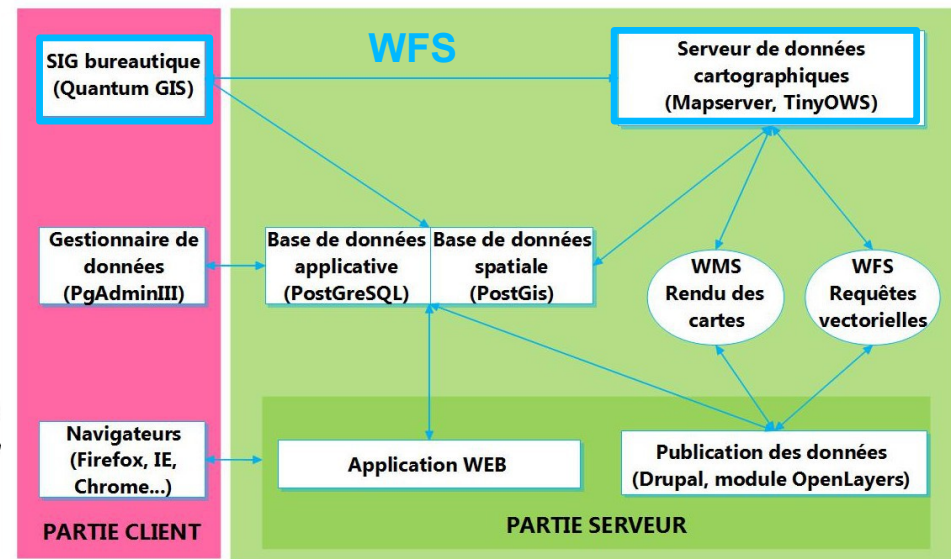 WFS
SIG bureautique
(Quantum GIS)
Serveur de données
cartographiques
(Mapserver, TinyOWS)
Gestionnaire de
données
(PgAdminIII)
Base de données
applicative
(PostGreSQL)
Base de données
spatiale
(PostGis)
WMS
Rendu des
cartes
WFS
Requêtes
vectorielles
Navigateurs
(Firefox, IE,
Chrome...)
Application WEB
Publication des données
(Drupal, module OpenLayers)
PARTIE CLIENT
PARTIE SERVEUR